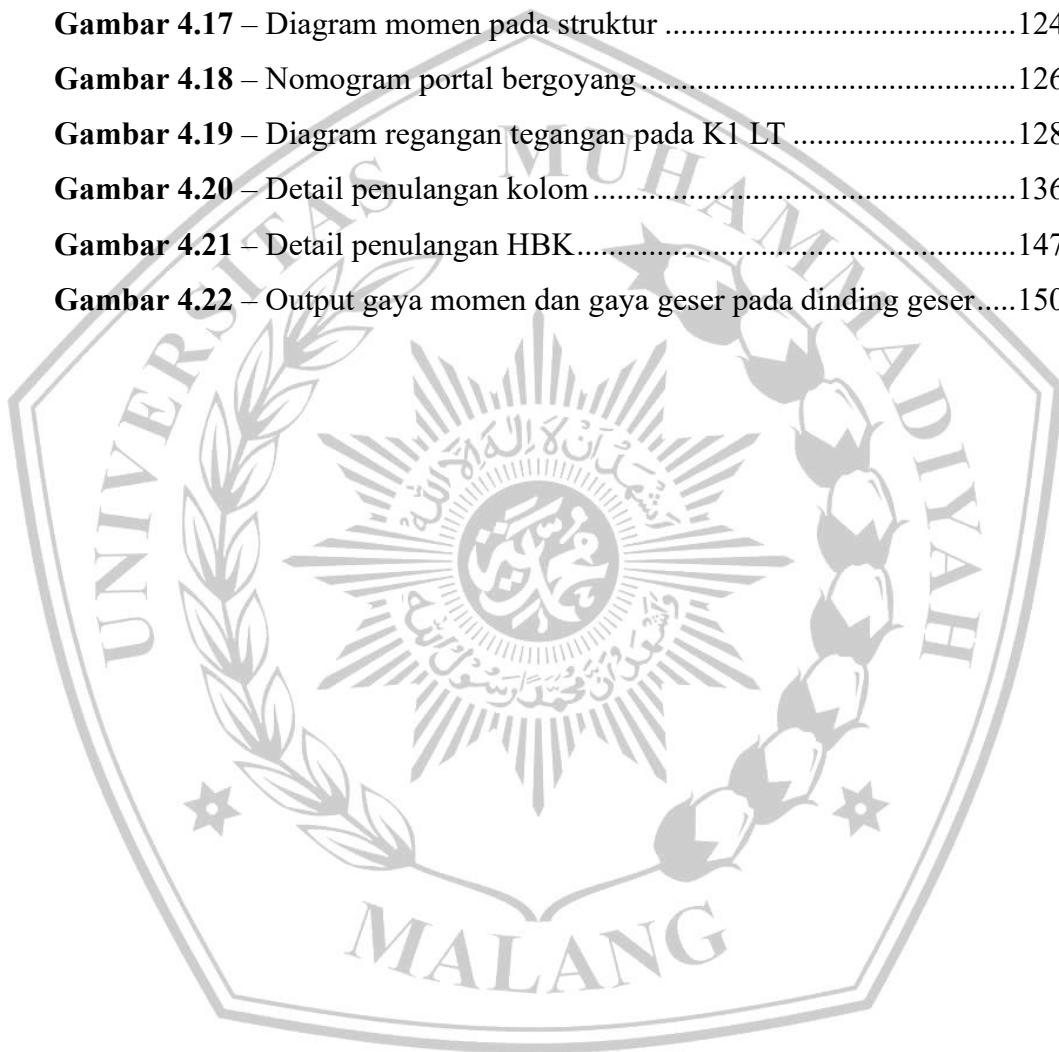 Gambar 4.17 – Diagram momen pada struktur ....................................124
Gambar 4.18 – Nomogram portal bergoyang .......................................126
Gambar 4.19 – Diagram regangan tegangan pada K1 LT .......................128
Gambar 4.20 – Detail penulangan kolom .............................................136
Gambar 4.21 – Detail penulangan HBK ...............................................147
Gambar 4.22 – Output gaya momen dan gaya geser pada dinding geser.....150
UNIVERSITAS MUHAMMADIYAH
MALANG